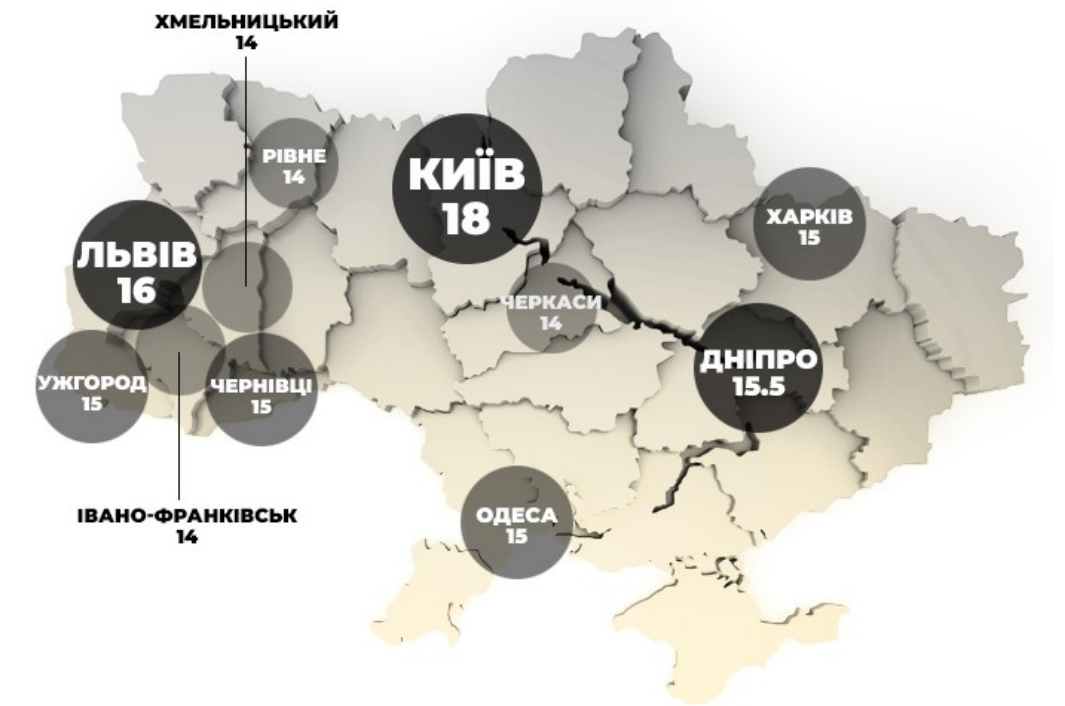 ХМЕЛЬНИЦЬКИЙ
14
РІВНЕ
14
КИЇВ
18
ХАРКІВ
15
ЛЬВІВ
16
ЧЕРКАСИ
14
ДНІПРО
15.5
УЖГОРОД
15
ЧЕРНІВЦІ
15
ІВАНО-ФРАНКІВСЬК
14
ОДЕСА
15